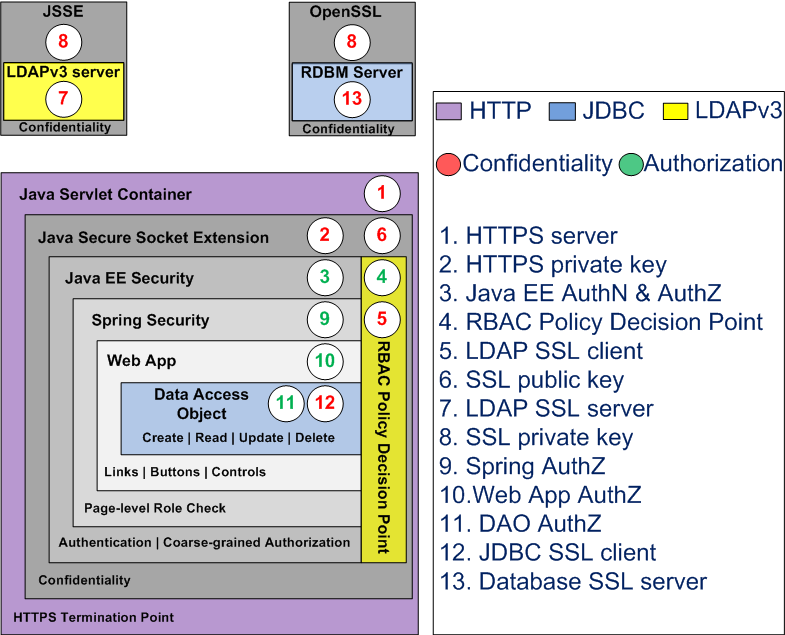 JSSE
8
LDAPv3 server
7
Confidentiality
OpenSSL
8
RDBM Server
13
Confidentiality
Java Servlet Container
1
Java Secure Socket Extension
2
6
Java EE Security
3
4
Spring Security
9
5
Web App
10
RBAC Policy Decision Point
Data Access
Object
11
12
Create | Read | Update | Delete
Links | Buttons | Controls
Page-level Role Check
Authentication | Coarse-grained Authorization
Confidentiality
HTTPS Termination Point
HTTP
JDBC
LDAPv3
Confidentiality
Authorization
1. HTTPS server
2. HTTPS private key
3. Java EE AuthN & AuthZ
4. RBAC Policy Decision Point
5. LDAP SSL client
6. SSL public key
7. LDAP SSL server
8. SSL private key
9. Spring AuthZ
10.Web App AuthZ
11. DAO AuthZ
12. JDBC SSL client
13. Database SSL server